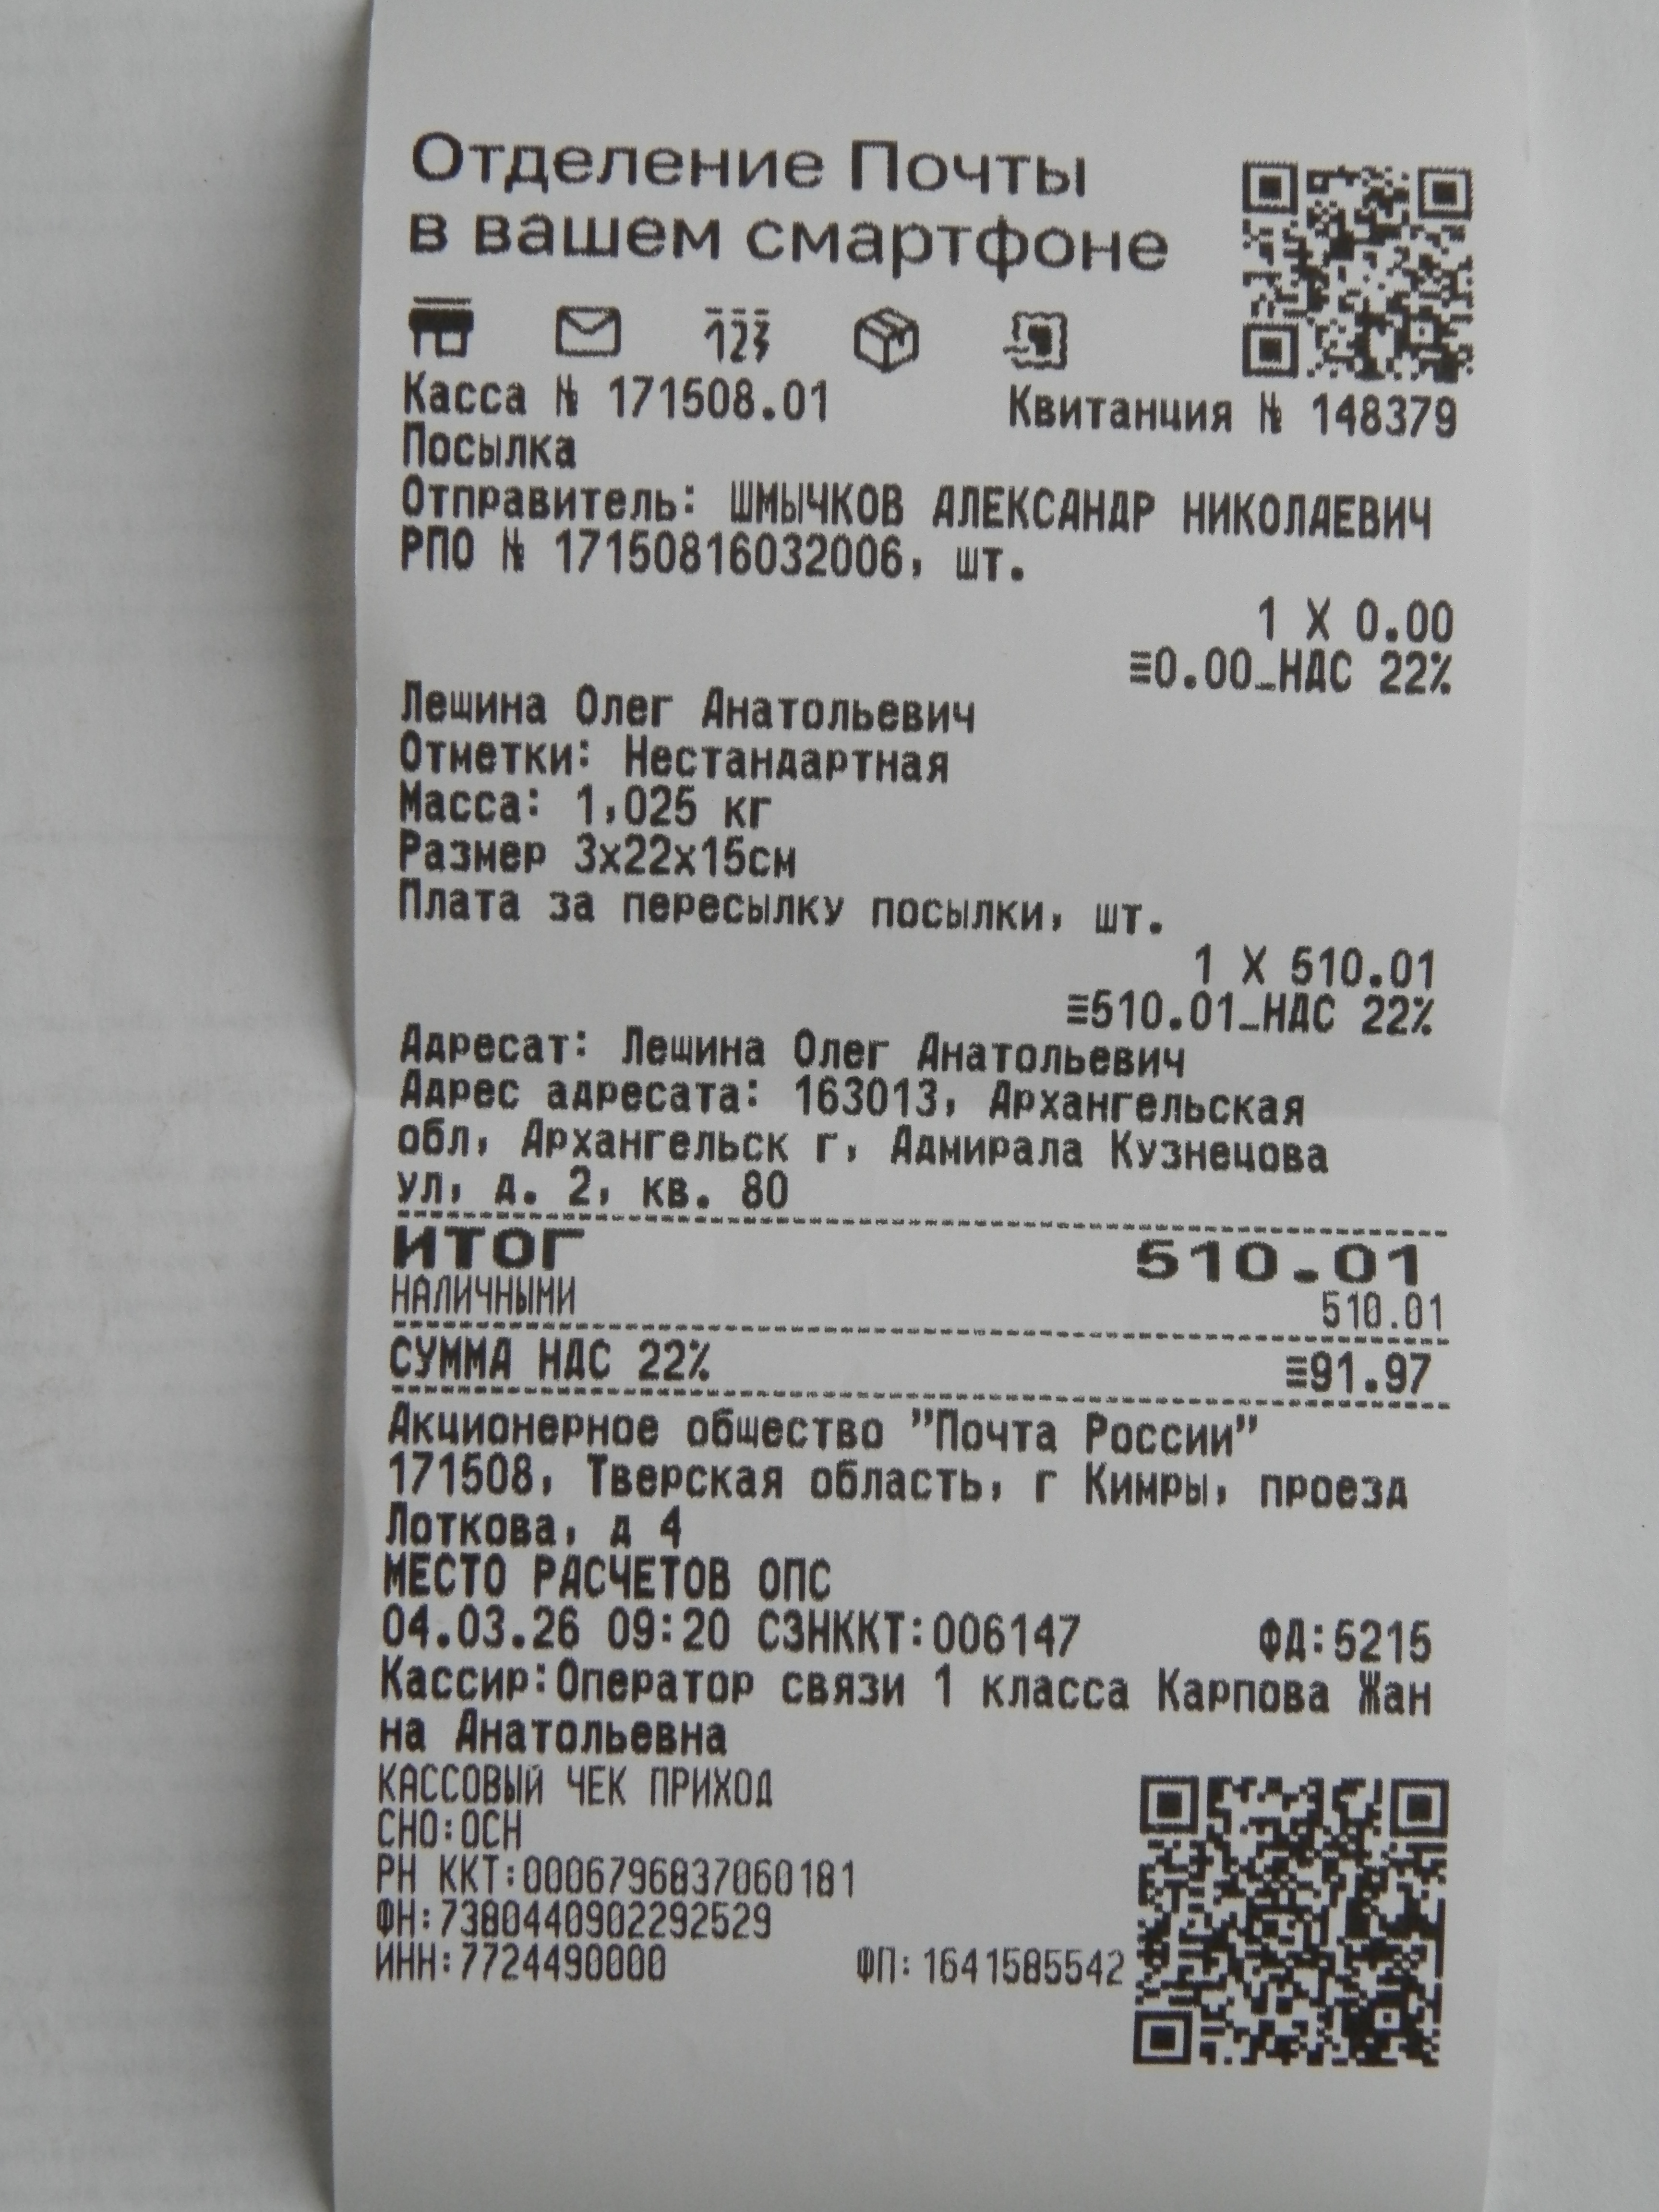 Отделение Почты
в вашем смартфоне
123
Касса № 171508.01 Квитанция № 148379
Посылка
Отправитель: ШМЫЧКОВ АЛЕКСАНДР НИКОЛАЕВИЧ
РПО № 17150816032006, шт.
1 X 0.00
≡0.00_НДС 22%
Лешина Олег Анатольевич
Отметки: Нестандартная
Масса: 1,025 кг
Размер 3x22x15см
Плата за пересылку посылки, шт.
1 X 510.01
≡510.01_НДС 22%
Адресат: Лешина Олег Анатольевич
Адрес адресата: 163013, Архангельская
обл, Архангельск г, Адмирала Кузнецова
ул, д. 2, кв. 80
ИТОГ 510.01
НАЛИЧНЫМИ 510.01
СУММА НДС 22% ≡91.97
Акционерное общество "Почта России"
171508, Тверская область, г Кимры, проезд
Лоткова, д 4
МЕСТО РАСЧЕТОВ ОПС
04.03.26 09:20 СЗНККТ:006147 ФД:5215
Кассир:Оператор связи 1 класса Карпова Жан
на Анатольевна
КАССОВЫЙ ЧЕК ПРИХОД
СНО:ОСН
РН ККТ:0006796837060181
ФН:7380440902292529
ИНН:7724490000 ФП:1641585542